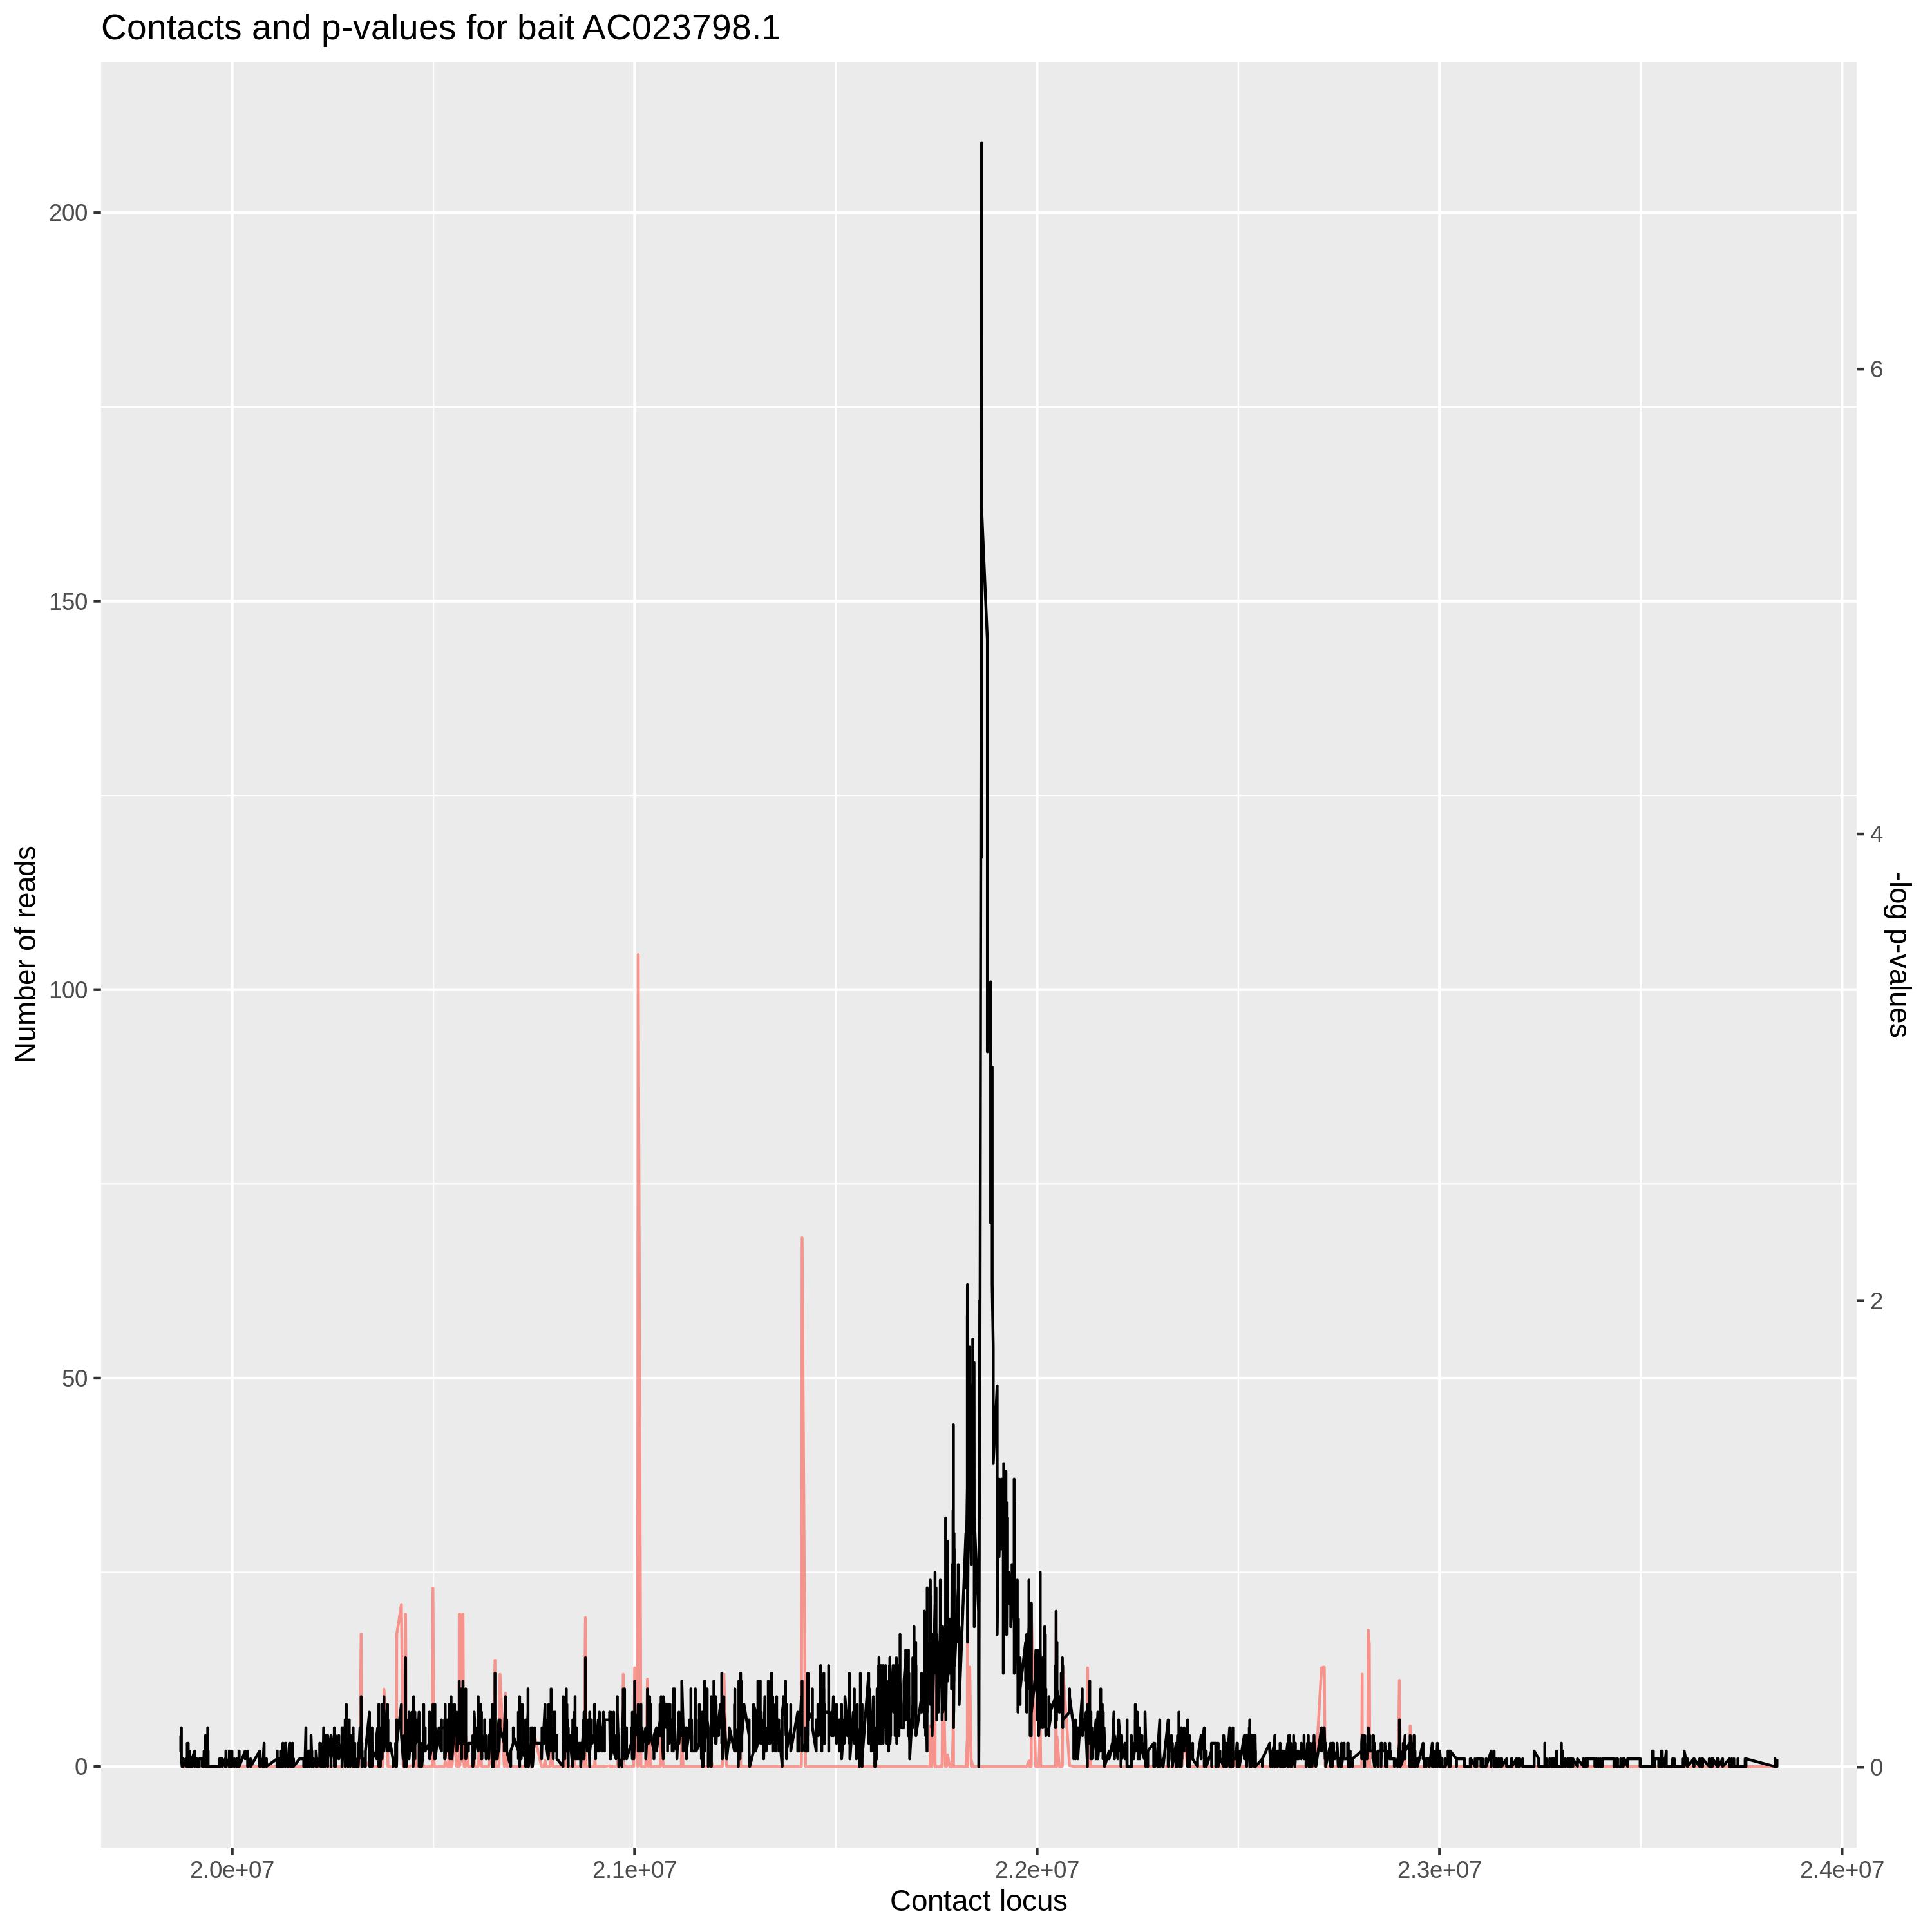 Contacts and p-values for bait AC023798.1
200
150
100
50
0
6
4
2
0
Number of reads
-log p-values
2.0e+07
2.1e+07
2.2e+07
2.3e+07
2.4e+07
Contact locus